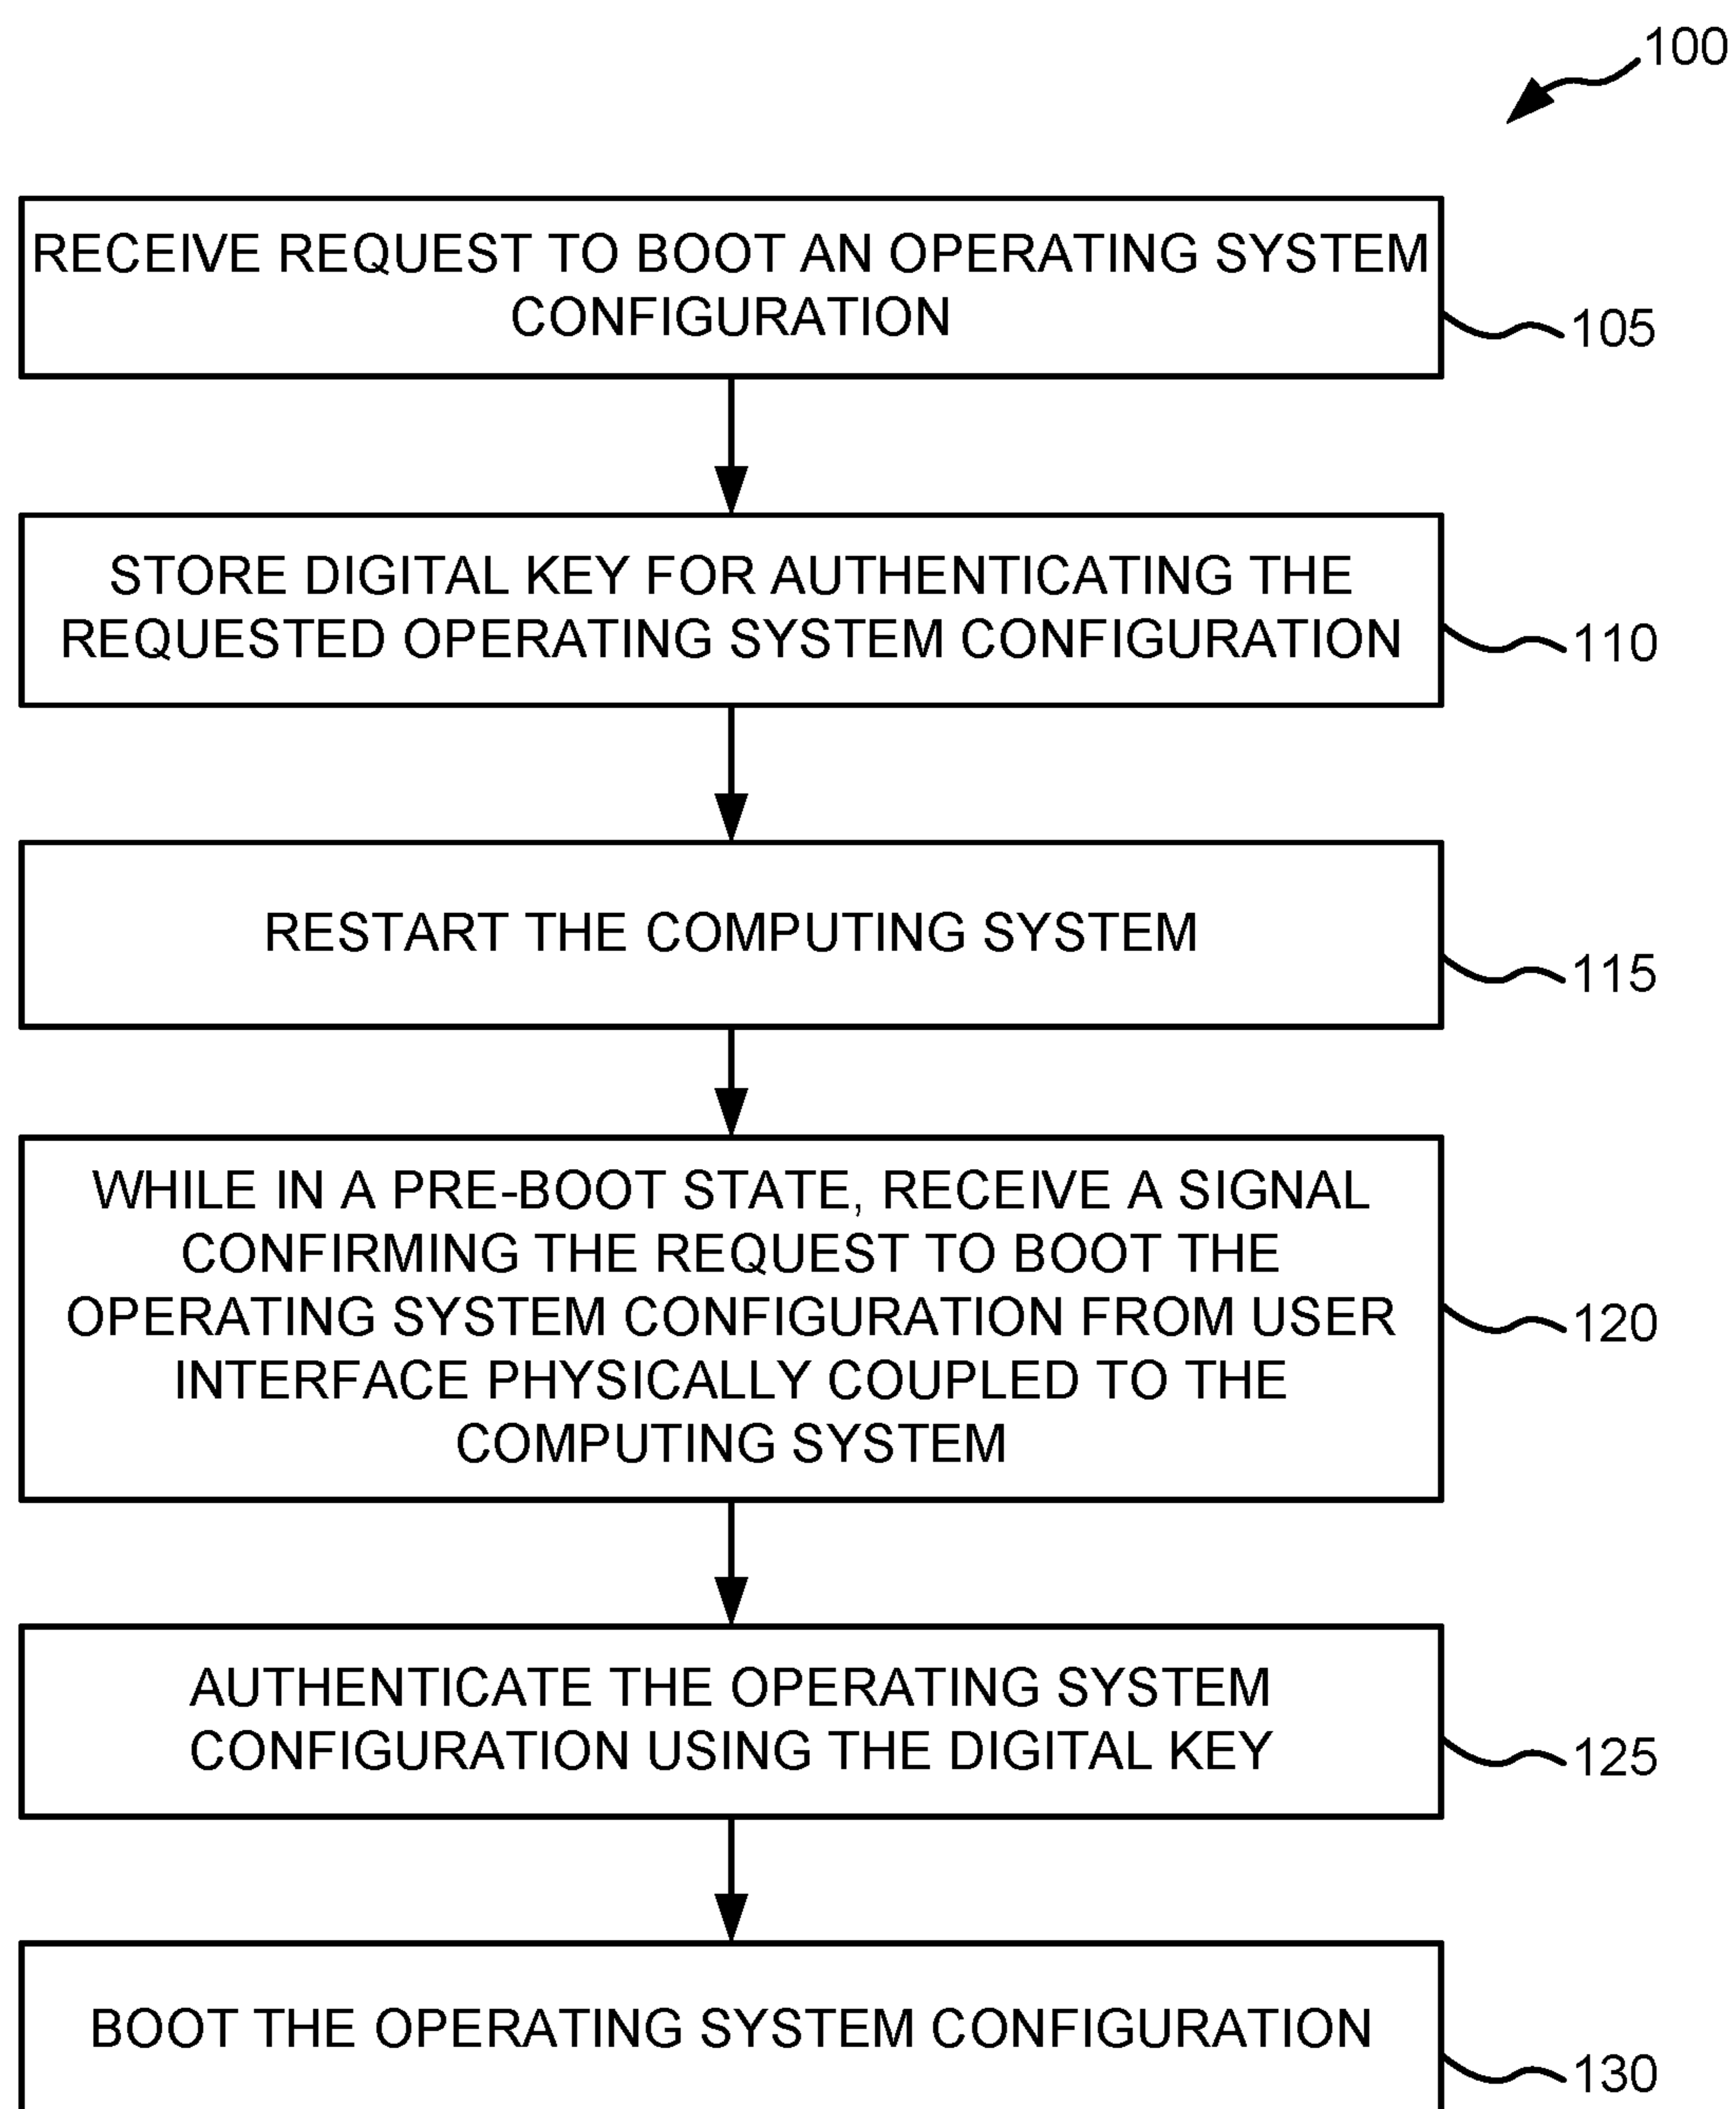 100
RECEIVE REQUEST TO BOOT AN OPERATING SYSTEM
CONFIGURATION
105
STORE DIGITAL KEY FOR AUTHENTICATING THE
REQUESTED OPERATING SYSTEM CONFIGURATION
110
RESTART THE COMPUTING SYSTEM
115
WHILE IN A PRE-BOOT STATE, RECEIVE A SIGNAL
CONFIRMING THE REQUEST TO BOOT THE
OPERATING SYSTEM CONFIGURATION FROM USER
INTERFACE PHYSICALLY COUPLED TO THE
COMPUTING SYSTEM
120
AUTHENTICATE THE OPERATING SYSTEM
CONFIGURATION USING THE DIGITAL KEY
125
BOOT THE OPERATING SYSTEM CONFIGURATION
130